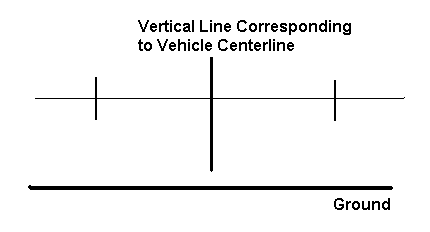 Vertical Line Corresponding
to Vehicle Centerline
Ground